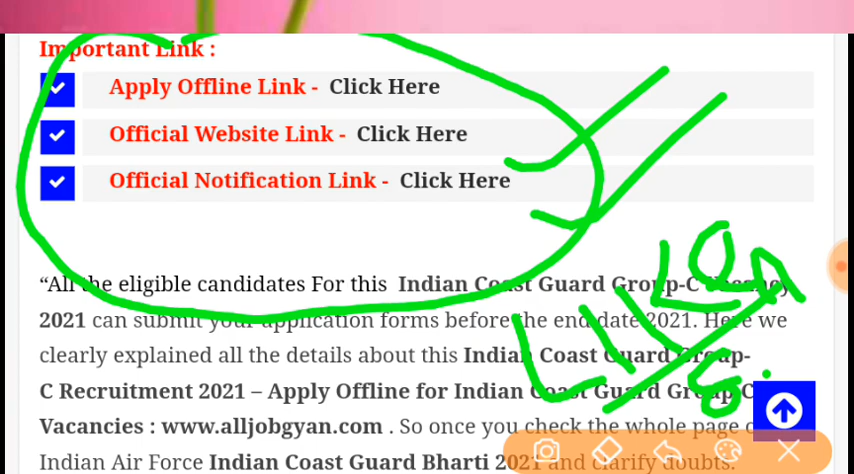 Important Link :
Apply Offline Link - Click Here
Official Website Link - Click Here
Official Notification Link - Click Here
“All the eligible candidates For this Indian Coast Guard Group-C Vacancy
2021 can submit your application forms before the end date 2021. Here we
clearly explained all the details about this Indian Coast Guard Group-
C Recruitment 2021 – Apply Offline for Indian Coast Guard Group C
Vacancies : www.alljobgyan.com . So once you check the whole page
Indian Air Force Indian Coast Guard Bharti 2021 and clarify doubts.